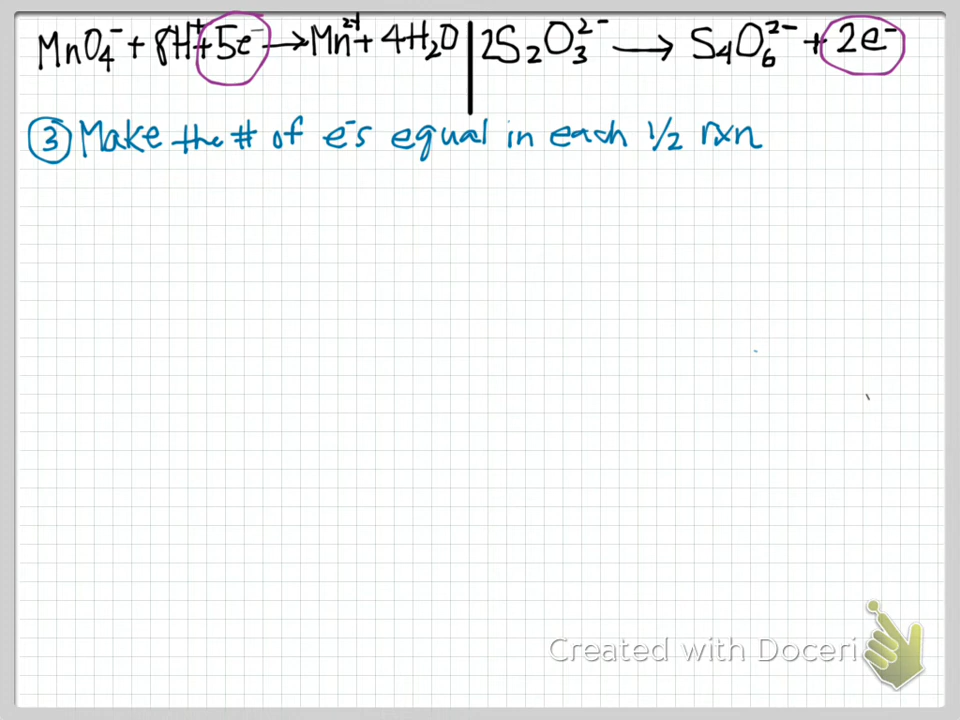 MnO₄⁻ + 8H⁺ + 5e⁻ → Mn²⁺ + 4H₂O | 2S₂O₃²⁻ → S₄O₆²⁻ + 2e⁻
③ Make the # of e⁻s equal in each ½ rxn
Created with Doceri